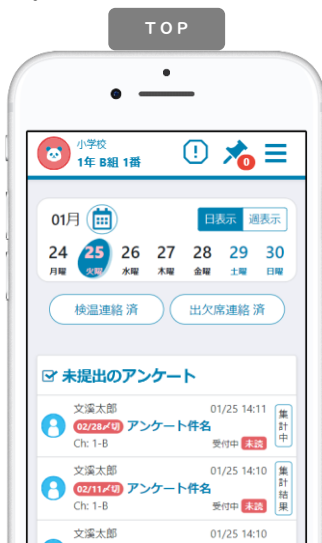 TOP
小学校
1年 B組 1番
0
01月
日表示 週表示
24 25 26 27 28 29 30
月曜 火曜 水曜 木曜 金曜 土曜 日曜
検温連絡 済 出欠席連絡 済
未提出のアンケート
文溪太郎 01/25 14:11
02/28〆切 アンケート件名
Ch: 1-B 受付中 未読
集計中
文溪太郎 01/25 14:10
02/11〆切 アンケート件名
Ch: 1-B 受付中 未読
集計結果
文溪太郎 01/25 14:10